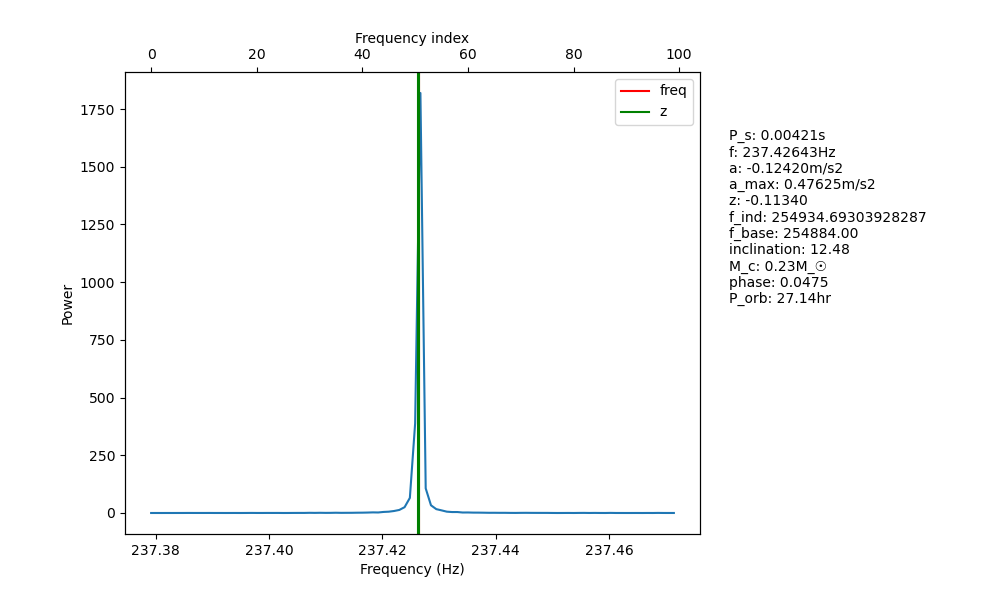 Frequency index
0 20 40 60 80 100
1750
1500
1250
1000
750
500
250
0
Power
freq
z
237.38 237.40 237.42 237.44 237.46
Frequency (Hz)
P_s: 0.00421s
f: 237.42643Hz
a: -0.12420m/s2
a_max: 0.47625m/s2
z: -0.11340
f_ind: 254934.69303928287
f_base: 254884.00
inclination: 12.48
M_c: 0.23M_☉
phase: 0.0475
P_orb: 27.14hr